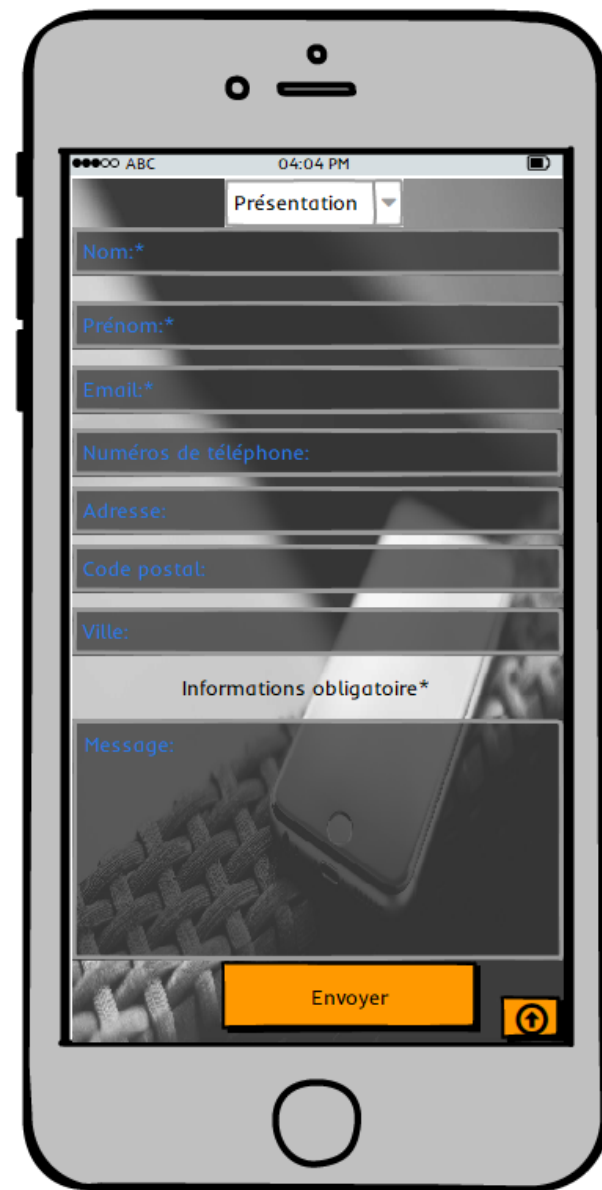 ABC 04:04 PM
Présentation
Nom:*
Prénom:*
Email:*
Numéros de téléphone:
Adresse:
Code postal:
Ville:
Informations obligatoire*
Message:
Envoyer